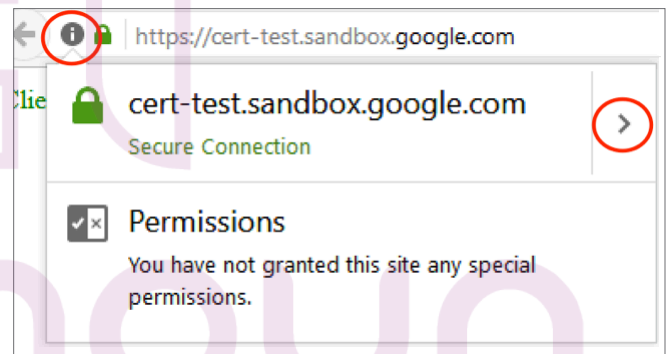 https://cert-test.sandbox.google.com
Clie
cert-test.sandbox.google.com
Secure Connection
Permissions
You have not granted this site any special
permissions.